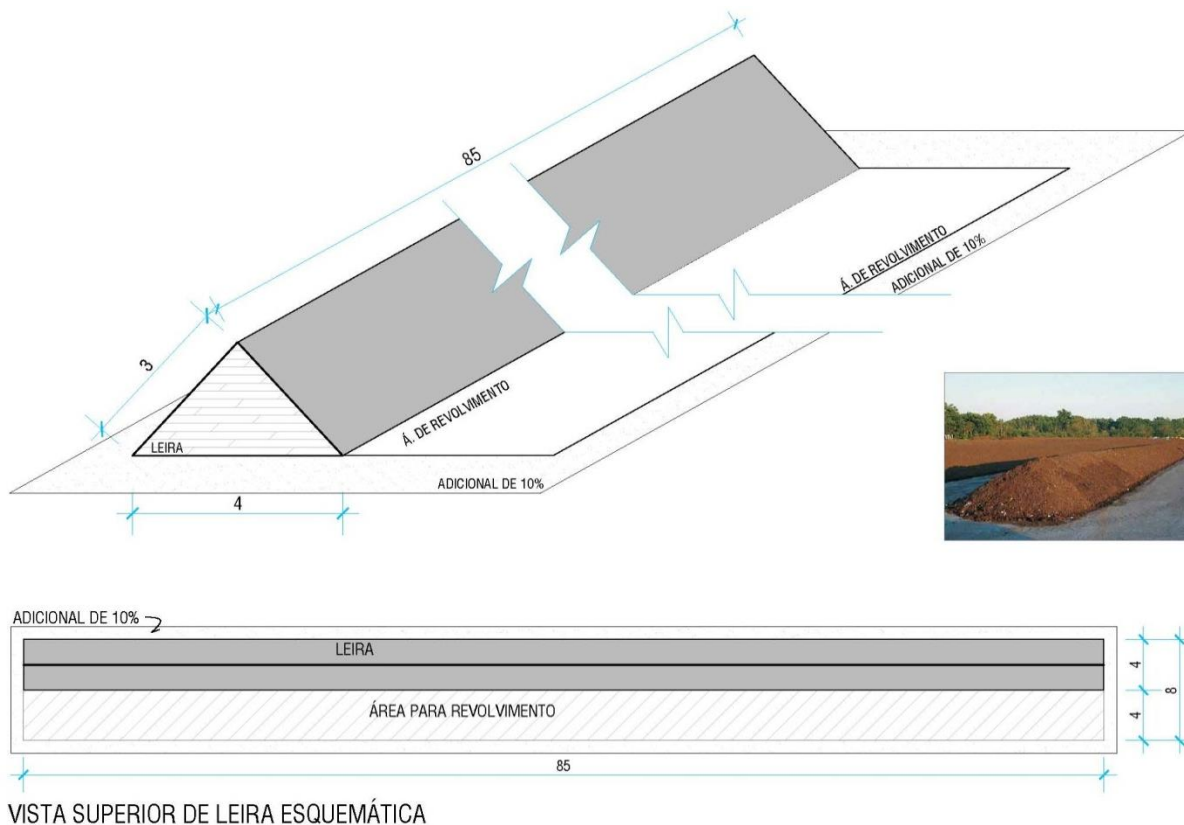 85
3
LEIRA
Á. DE REVOLVIMENTO
ADICIONAL DE 10%
Á. DE REVOLVIMENTO
ADICIONAL DE 10%
4
ADICIONAL DE 10%
LEIRA
ÁREA PARA REVOLVIMENTO
4
4
8
85
VISTA SUPERIOR DE LEIRA ESQUEMÁTICA